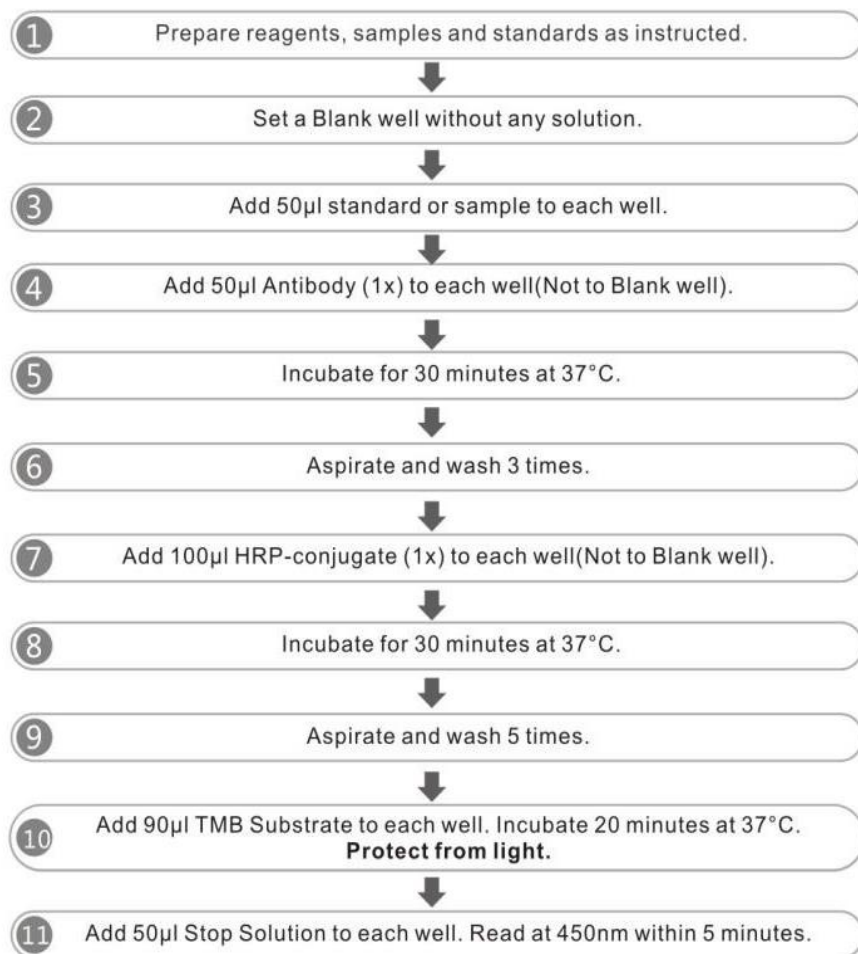 1 Prepare reagents, samples and standards as instructed.
2 Set a Blank well without any solution.
3 Add 50µl standard or sample to each well.
4 Add 50µl Antibody (1x) to each well(Not to Blank well).
5 Incubate for 30 minutes at 37°C.
6 Aspirate and wash 3 times.
7 Add 100µl HRP-conjugate (1x) to each well(Not to Blank well).
8 Incubate for 30 minutes at 37°C.
9 Aspirate and wash 5 times.
10 Add 90µl TMB Substrate to each well. Incubate 20 minutes at 37°C.
Protect from light.
11 Add 50µl Stop Solution to each well. Read at 450nm within 5 minutes.